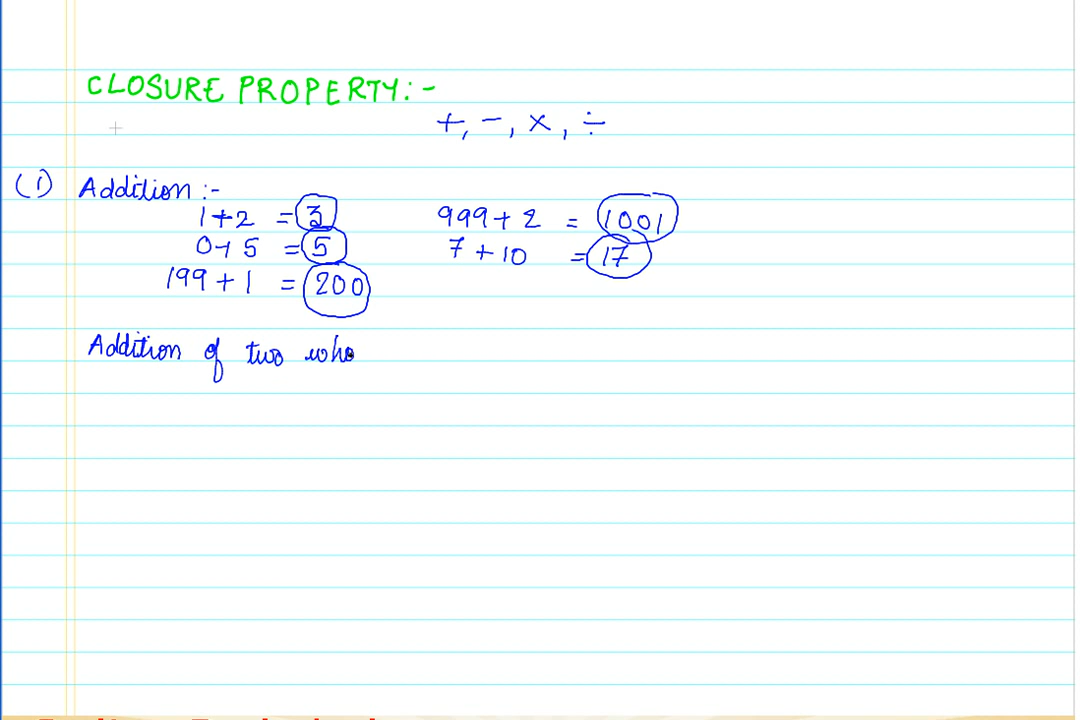 CLOSURE PROPERTY:-
+, -, ×, ÷
(1) Addition :-
1+2 = 3 999 + 2 = 1001
0+5 = 5 7 + 10 = 17
199 + 1 = 200
Addition of two who